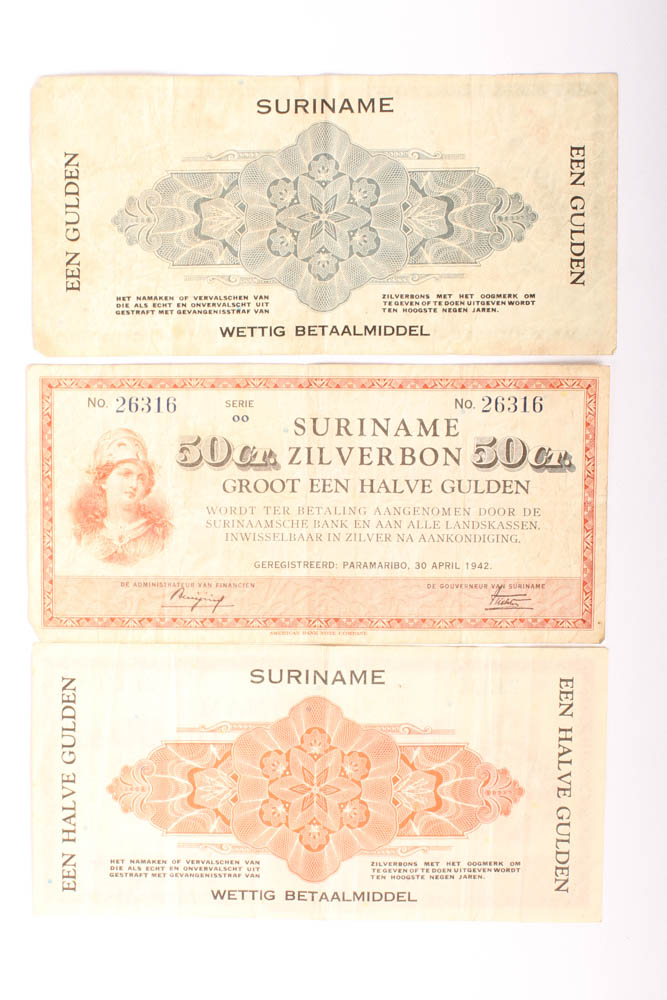 SURINAME
EEN GULDEN
EEN GULDEN
HET NAMAKEN OF VERVALSCHEN VAN
DIE ALS ECHT EN ONVERVALSCHT UIT
GESTRAFT MET GEVANGENISSTRAF VAN
ZILVERBONS MET HET OOGMERK OM
TE GEVEN OF TE DOEN UITGEVEN WORDT
TEN HOOGSTE NEGEN JAREN.
WETTIG BETAALMIDDEL
No. 26316
SERIE
OO
No. 26316
SURINAME
50 Ct. ZILVERBON 50 Ct.
GROOT EEN HALVE GULDEN
WORDT TER BETALING AANGENOMEN DOOR DE
SURINAAMSCHE BANK EN AAN ALLE LANDSKASSEN,
INWISSELBAAR IN ZILVER NA AANKONDIGING.
GEREGISTREERD: PARAMARIBO, 30 APRIL 1942.
DE ADMINISTRATEUR VAN FINANCIËN
DE GOUVERNEUR VAN SURINAME
AMERICAN BANK NOTE COMPANY.
SURINAME
EEN HALVE GULDEN
EEN HALVE GULDEN
HET NAMAKEN OF VERVALSCHEN VAN
DIE ALS ECHT EN ONVERVALSCHT UIT
GESTRAFT MET GEVANGENISSTRAF VAN
ZILVERBONS MET HET OOGMERK OM
TE GEVEN OF TE DOEN UITGEVEN WORDT
TEN HOOGSTE NEGEN JAREN.
WETTIG BETAALMIDDEL